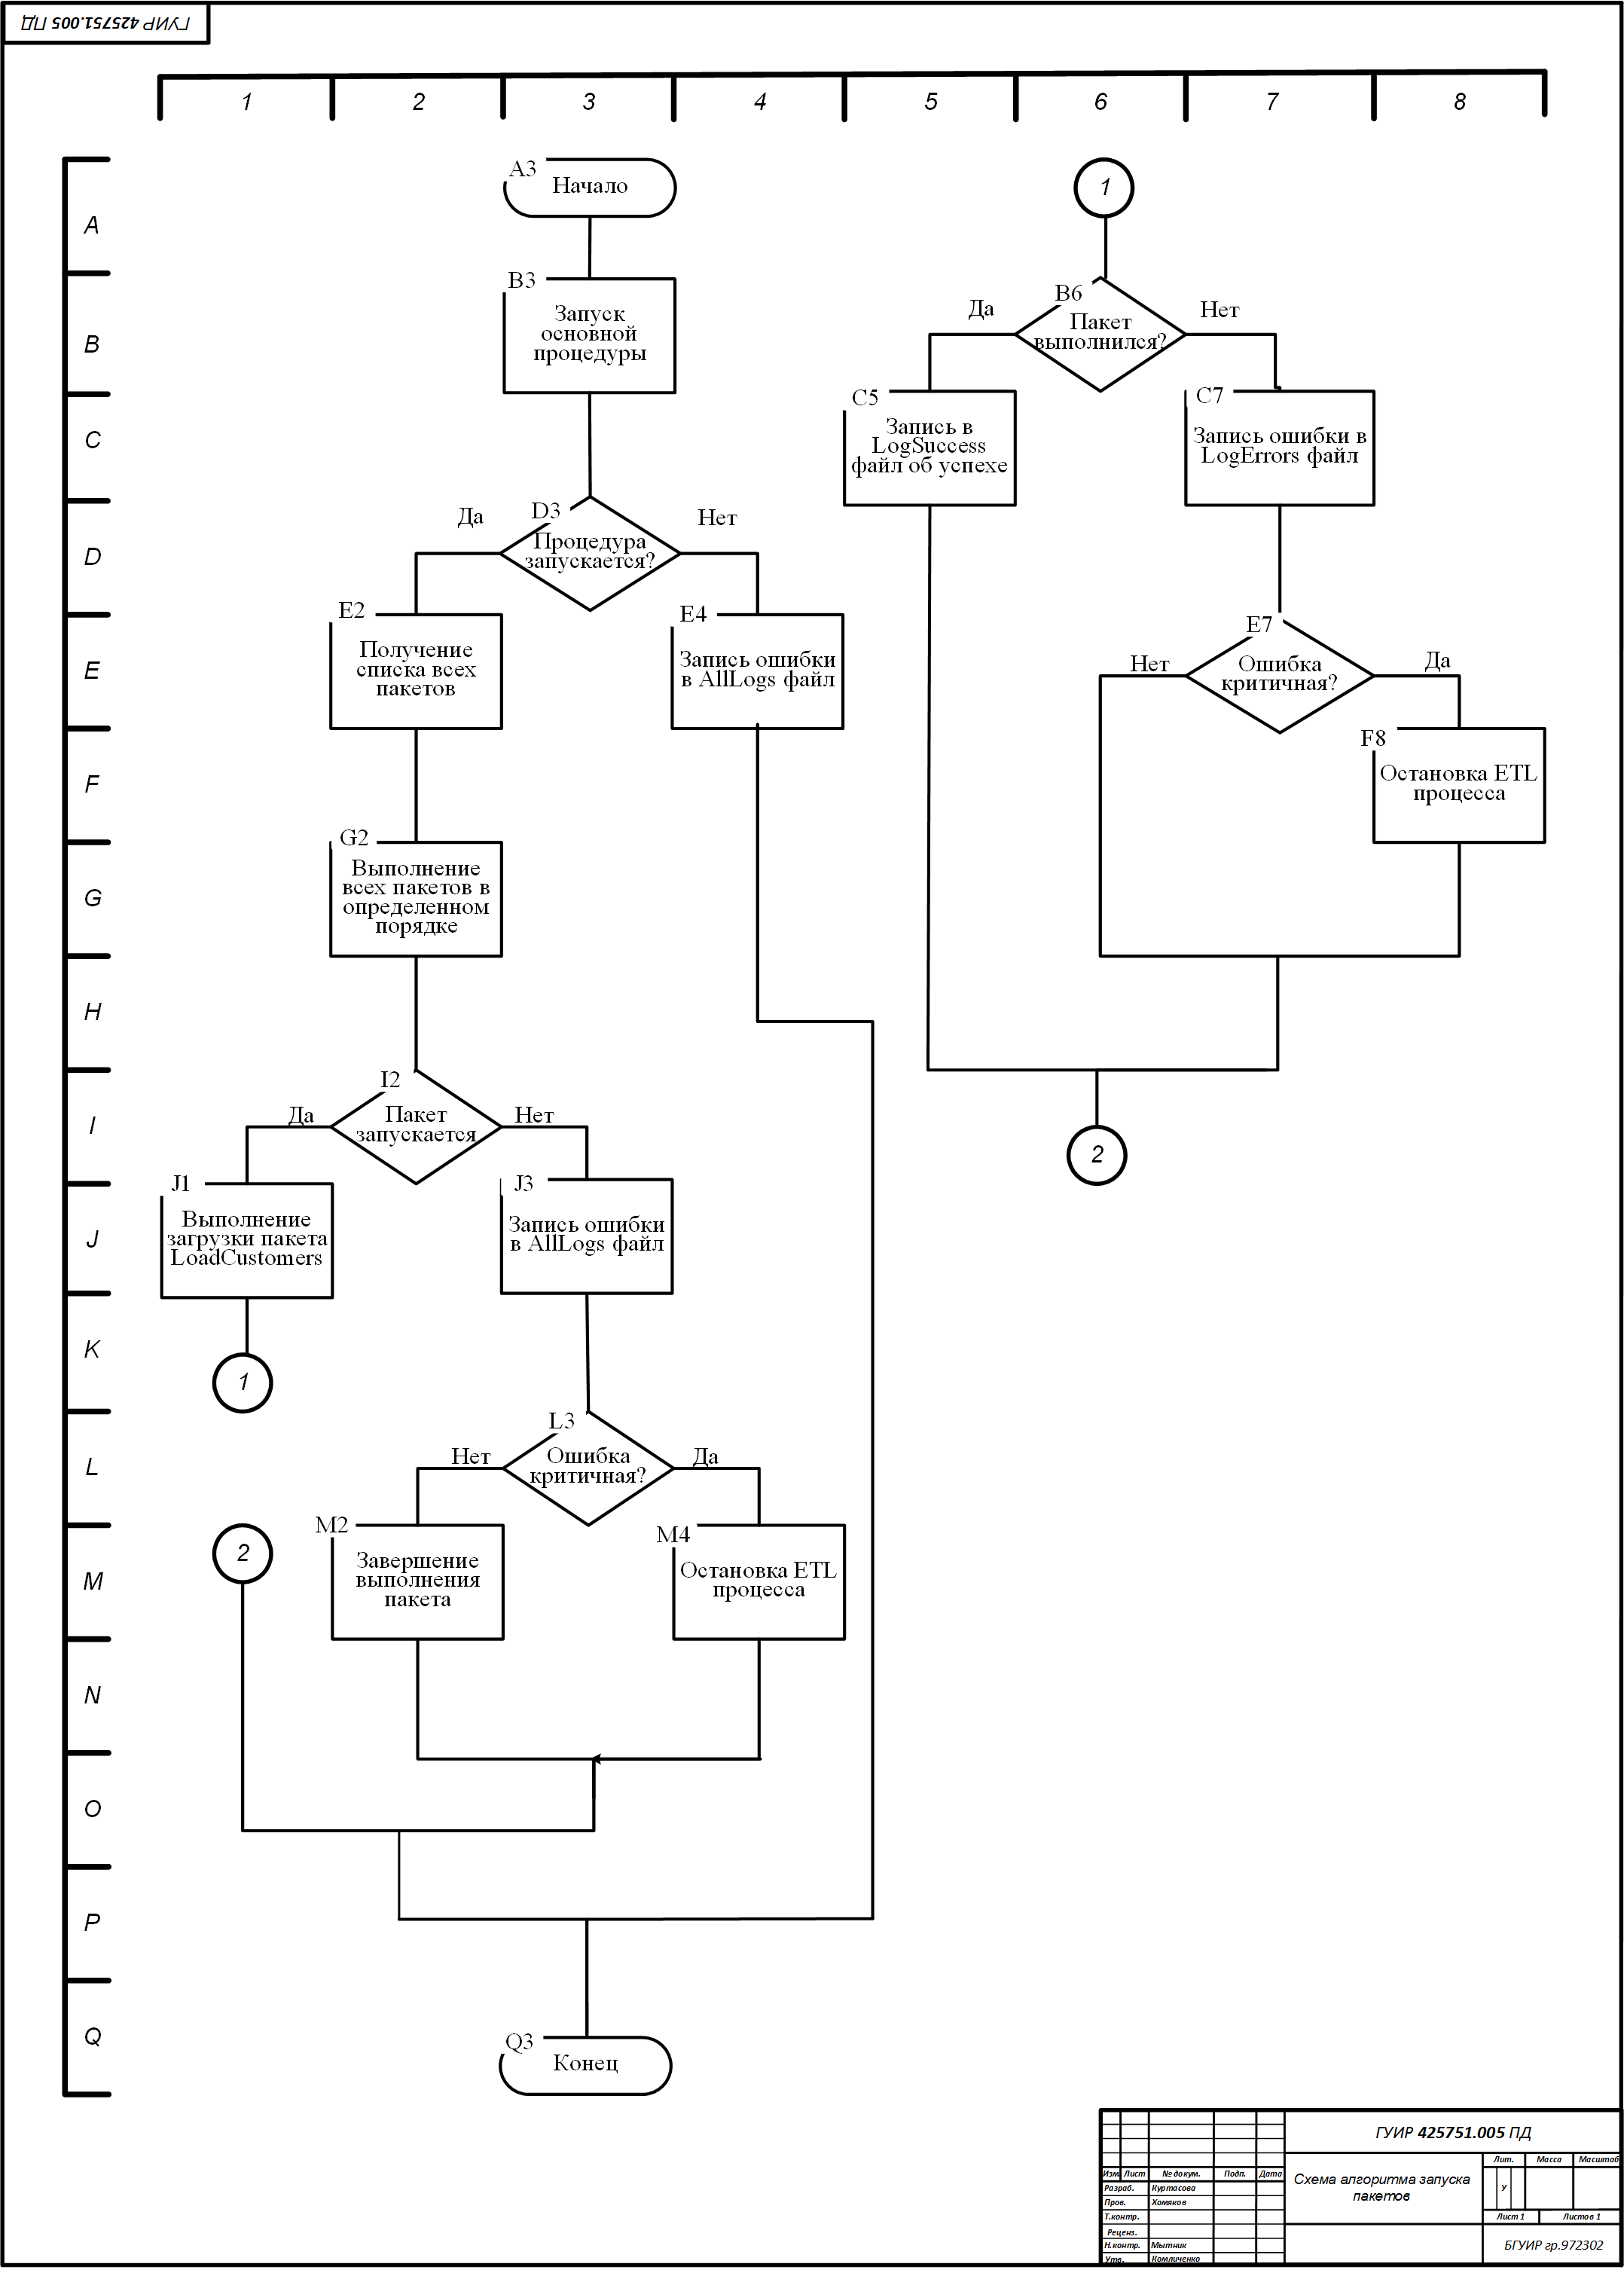 ГУИР 425751.005 ПД
1 2 3 4 5 6 7 8
A
B
C
D
E
F
G
H
I
J
K
L
M
N
O
P
Q
A3
Начало
B3
Запуск
основной
процедуры
D3
Процедура
запускается?
Да
Нет
E2
Получение
списка всех
пакетов
E4
Запись ошибки
в AllLogs файл
G2
Выполнение
всех пакетов в
определенном
порядке
I2
Пакет
запускается
Да
Нет
J1
Выполнение
загрузки пакета
LoadCustomers
J3
Запись ошибки
в AllLogs файл
1
L3
Ошибка
критичная?
Нет
Да
2
M2
Завершение
выполнения
пакета
M4
Остановка ETL
процесса
Q3
Конец
1
B6
Пакет
выполнился?
Да
Нет
C5
Запись в
LogSuccess
файл об успехе
C7
Запись ошибки в
LogErrors файл
E7
Ошибка
критичная?
Нет
Да
F8
Остановка ETL
процесса
2
ГУИР 425751.005 ПД
Изм. Лист № докум. Подп. Дата
Разраб. Куртасова
Пров. Хомяков
Т.контр.
Реценз.
Н.контр. Мытник
Утв. Комличенко
Схема алгоритма запуска
пакетов
Лит. Масса Масштаб
У
Лист 1 Листов 1
БГУИР гр.972302